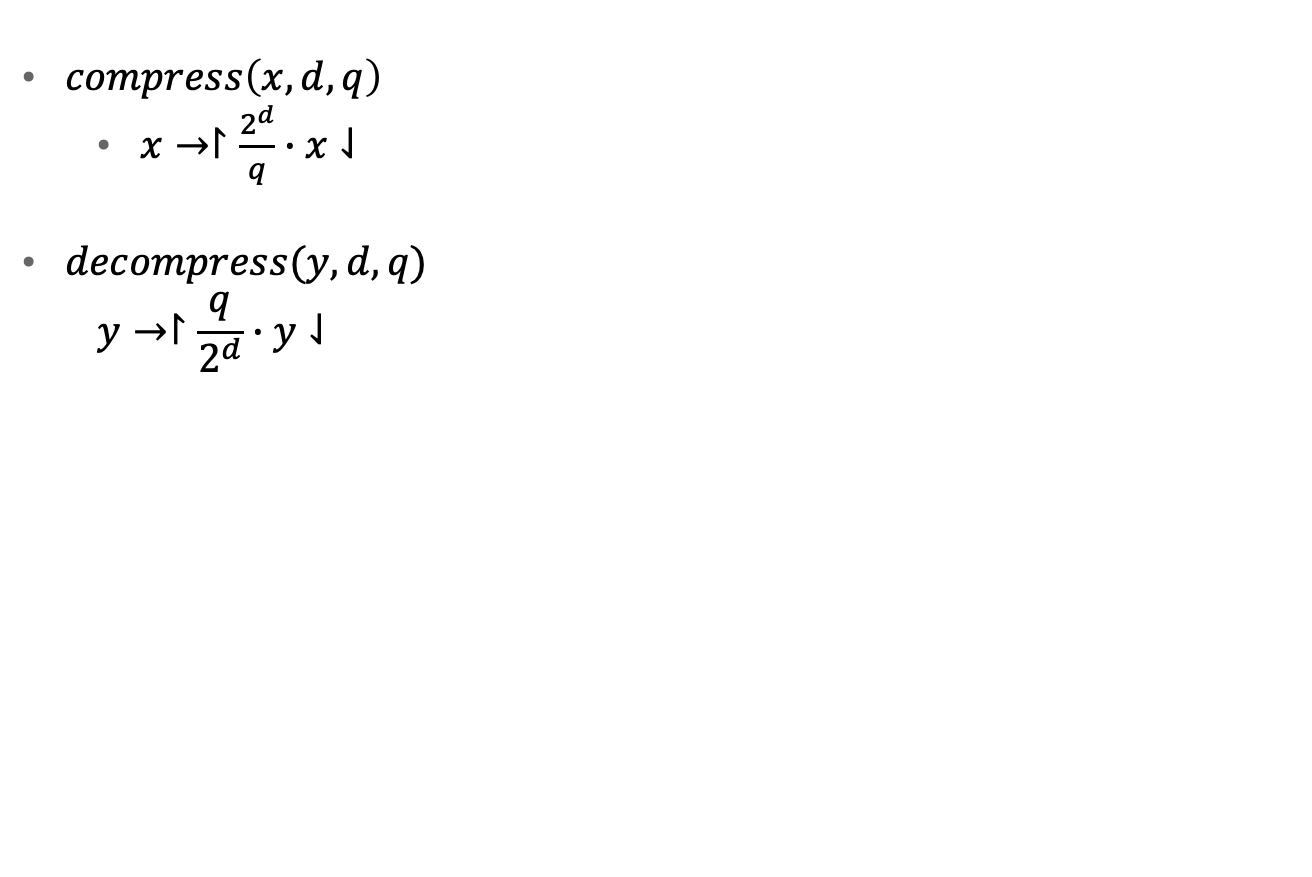 • compress(x, d, q)
• x →↾ 2^d/q · x ⇃
• decompress(y, d, q)
y →↾ q/2^d · y ⇃